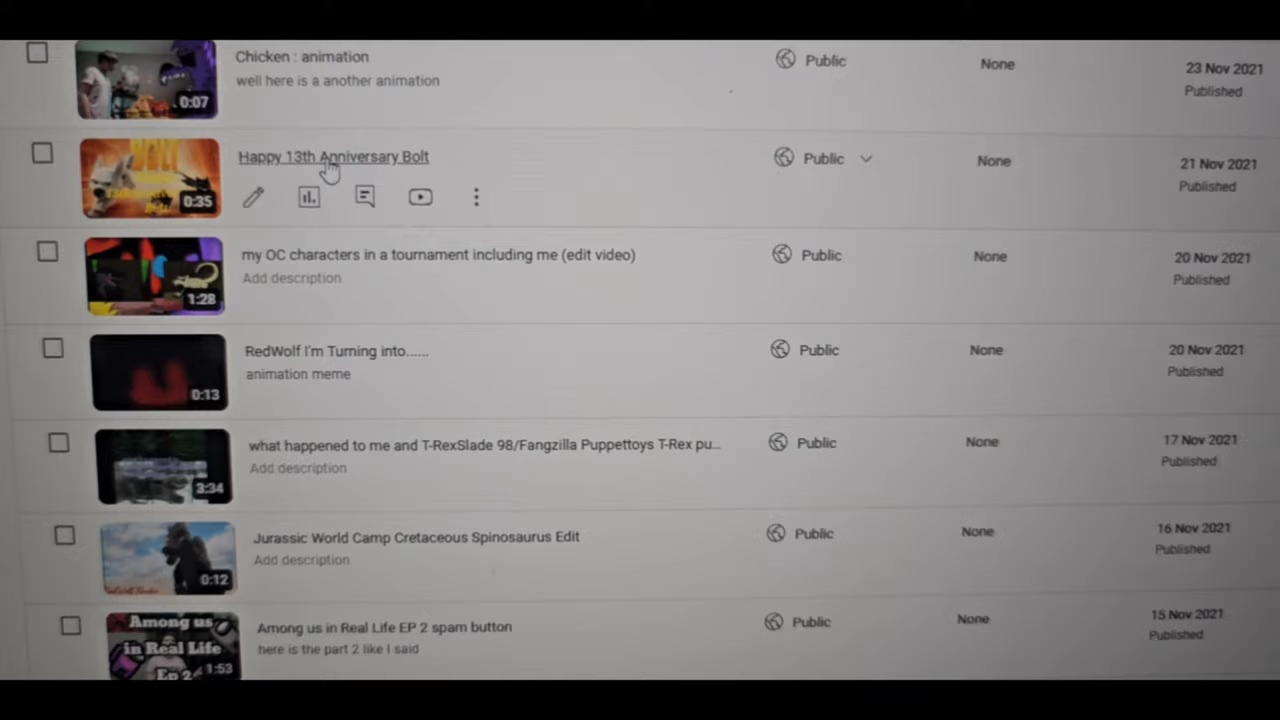 Chicken : animation
well here is a another animation
0:07
Public
None
23 Nov 2021
Published
Happy 13th Anniversary Bolt
0:35
Public
None
21 Nov 2021
Published
my OC characters in a tournament including me (edit video)
Add description
1:28
Public
None
20 Nov 2021
Published
RedWolf I'm Turning into......
animation meme
0:13
Public
None
20 Nov 2021
Published
what happened to me and T-RexSlade 98/Fangzilla Puppettoys T-Rex pu...
Add description
3:34
Public
None
17 Nov 2021
Published
Jurassic World Camp Cretaceous Spinosaurus Edit
Add description
0:12
Public
None
16 Nov 2021
Published
Among us
in Real Life
Ep 2
1:53
Among us in Real Life EP 2 spam button
here is the part 2 like I said
Public
None
15 Nov 2021
Published